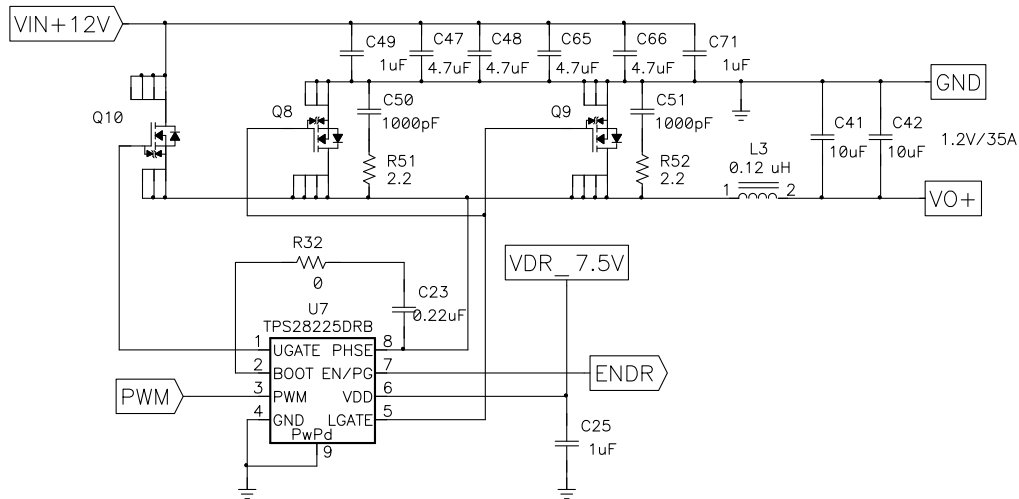 VIN+12V
C49
1uF
C47
4.7uF
C48
4.7uF
C65
4.7uF
C66
4.7uF
C71
1uF
GND
Q10
Q8
C50
1000pF
R51
2.2
Q9
C51
1000pF
R52
2.2
C41
10uF
C42
10uF
1.2V/35A
L3
0.12 uH
1
2
VO+
R32
0
C23
0.22uF
VDR_ 7.5V
U7
TPS28225DRB
1
UGATE
PHSE
8
2
BOOT
EN/PG
7
ENDR
PWM
3
PWM
VDD
6
4
GND
LGATE
5
PwPd
9
C25
1uF